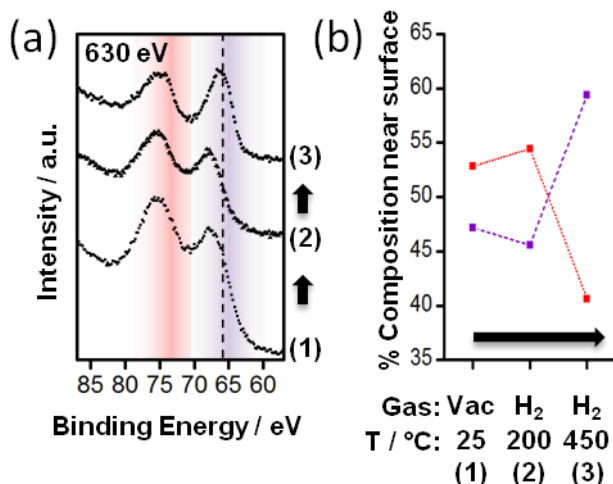 (a)
630 eV
Intensity / a.u.
(3)
(2)
(1)
85 80 75 70 65 60
Binding Energy / eV
(b)
% Composition near surface
65
60
55
50
45
40
35
Gas: Vac H₂ H₂
T / °C: 25 200 450
(1) (2) (3)